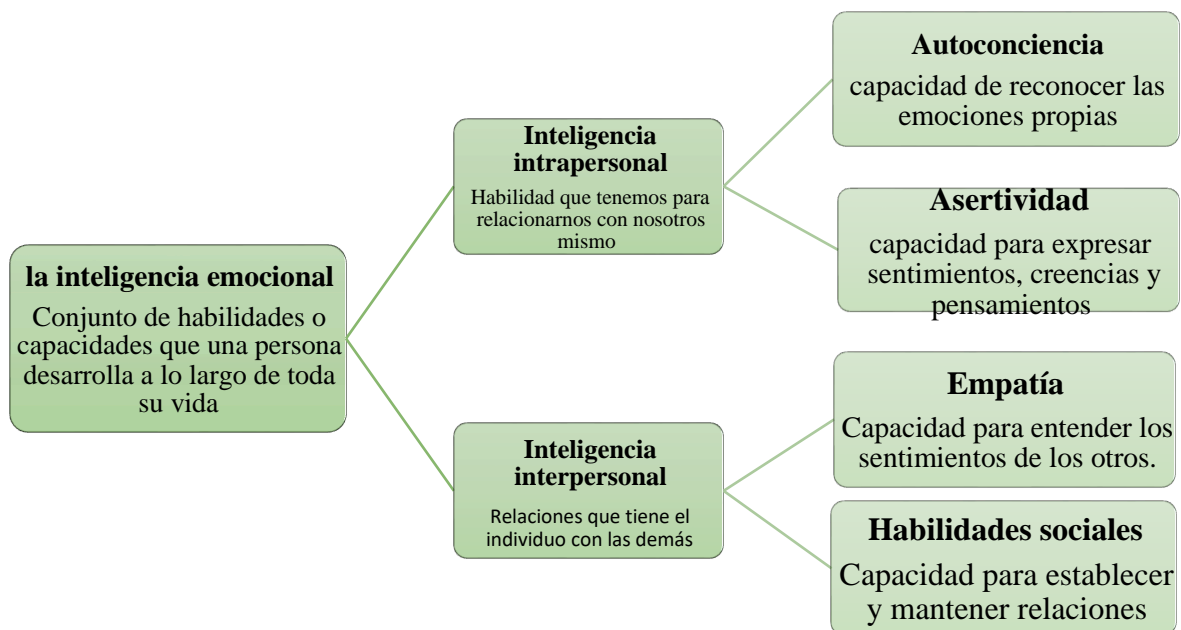 la inteligencia emocional
Conjunto de habilidades o
capacidades que una persona
desarrolla a lo largo de toda
su vida
Inteligencia
intrapersonal
Habilidad que tenemos para
relacionarnos con nosotros
mismo
Autoconciencia
capacidad de reconocer las
emociones propias
Asertividad
capacidad para expresar
sentimientos, creencias y
pensamientos
Inteligencia
interpersonal
Relaciones que tiene el
individuo con las demás
Empatía
Capacidad para entender los
sentimientos de los otros.
Habilidades sociales
Capacidad para establecer
y mantener relaciones